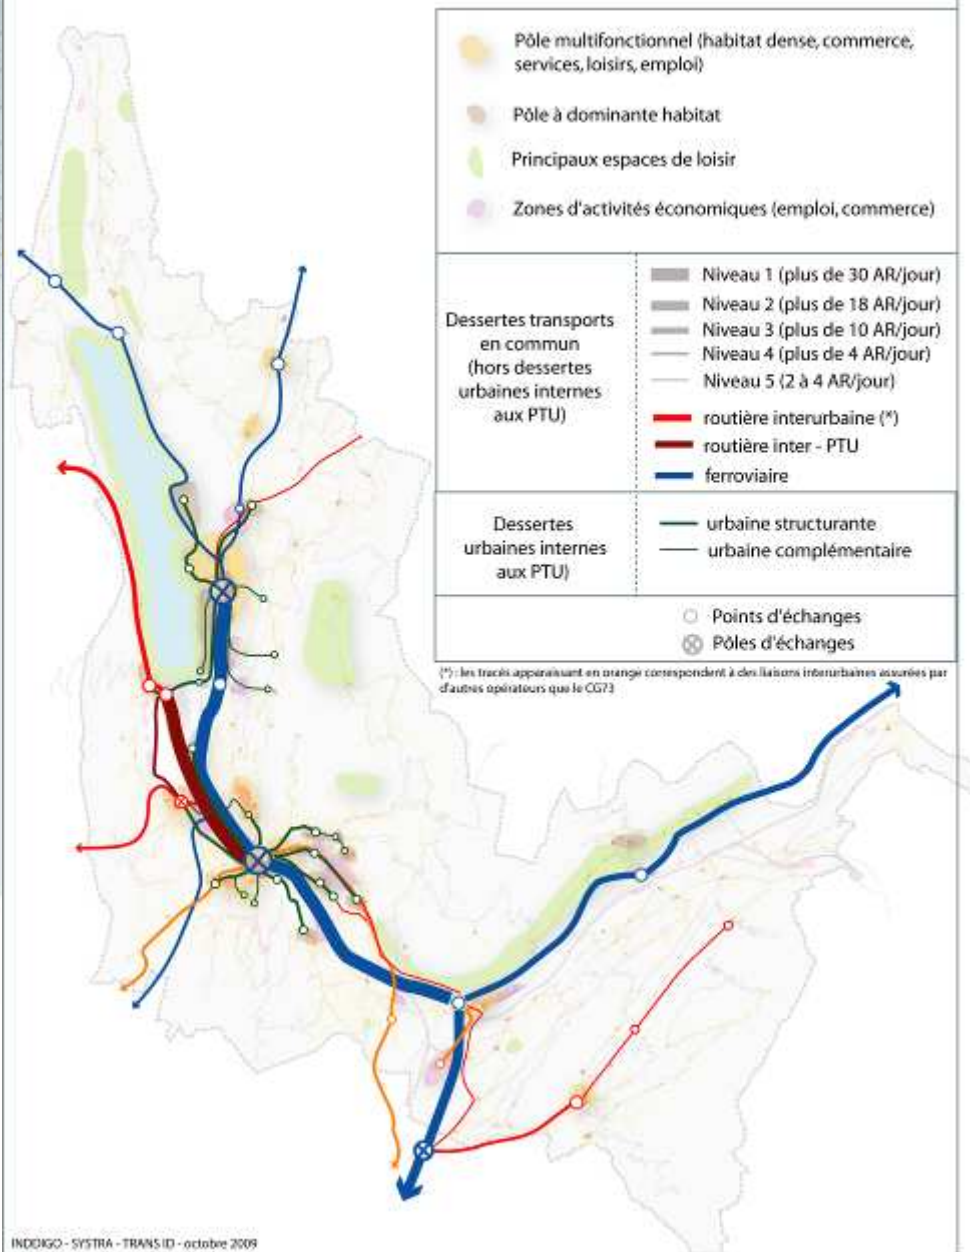 Pôle multifonctionnel (habitat dense, commerce,
services, loisirs, emploi)
Pôle à dominante habitat
Principaux espaces de loisir
Zones d'activités économiques (emploi, commerce)
Dessertes transports
en commun
(hors dessertes
urbaines internes
aux PTU)
Niveau 1 (plus de 30 AR/jour)
Niveau 2 (plus de 18 AR/jour)
Niveau 3 (plus de 10 AR/jour)
Niveau 4 (plus de 4 AR/jour)
Niveau 5 (2 à 4 AR/jour)
routière interurbaine (*)
routière inter - PTU
ferroviaire
Dessertes
urbaines internes
aux PTU)
urbaine structurante
urbaine complémentaire
Points d'échanges
Pôles d'échanges
(*) : les tracés apparaissant en orange correspondent à des liaisons interurbaines assurées par
d'autres opérateurs que le CG73
INDDIGO - SYSTRA - TRANS ID - octobre 2009